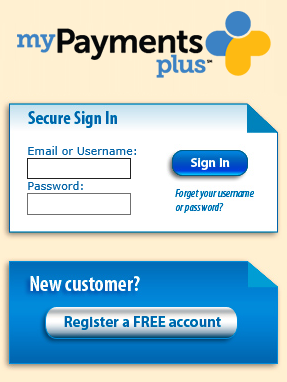 myPayments
plus℠
Secure Sign In
Email or Username:
Sign In
Password:
Forget your username
or password?
New customer?
Register a FREE account